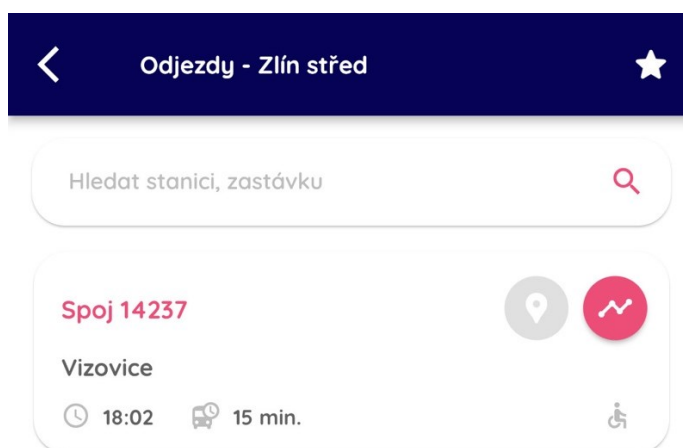 Odjezdy - Zlín střed
Hledat stanici, zastávku
Spoj 14237
Vizovice
18:02 15 min.